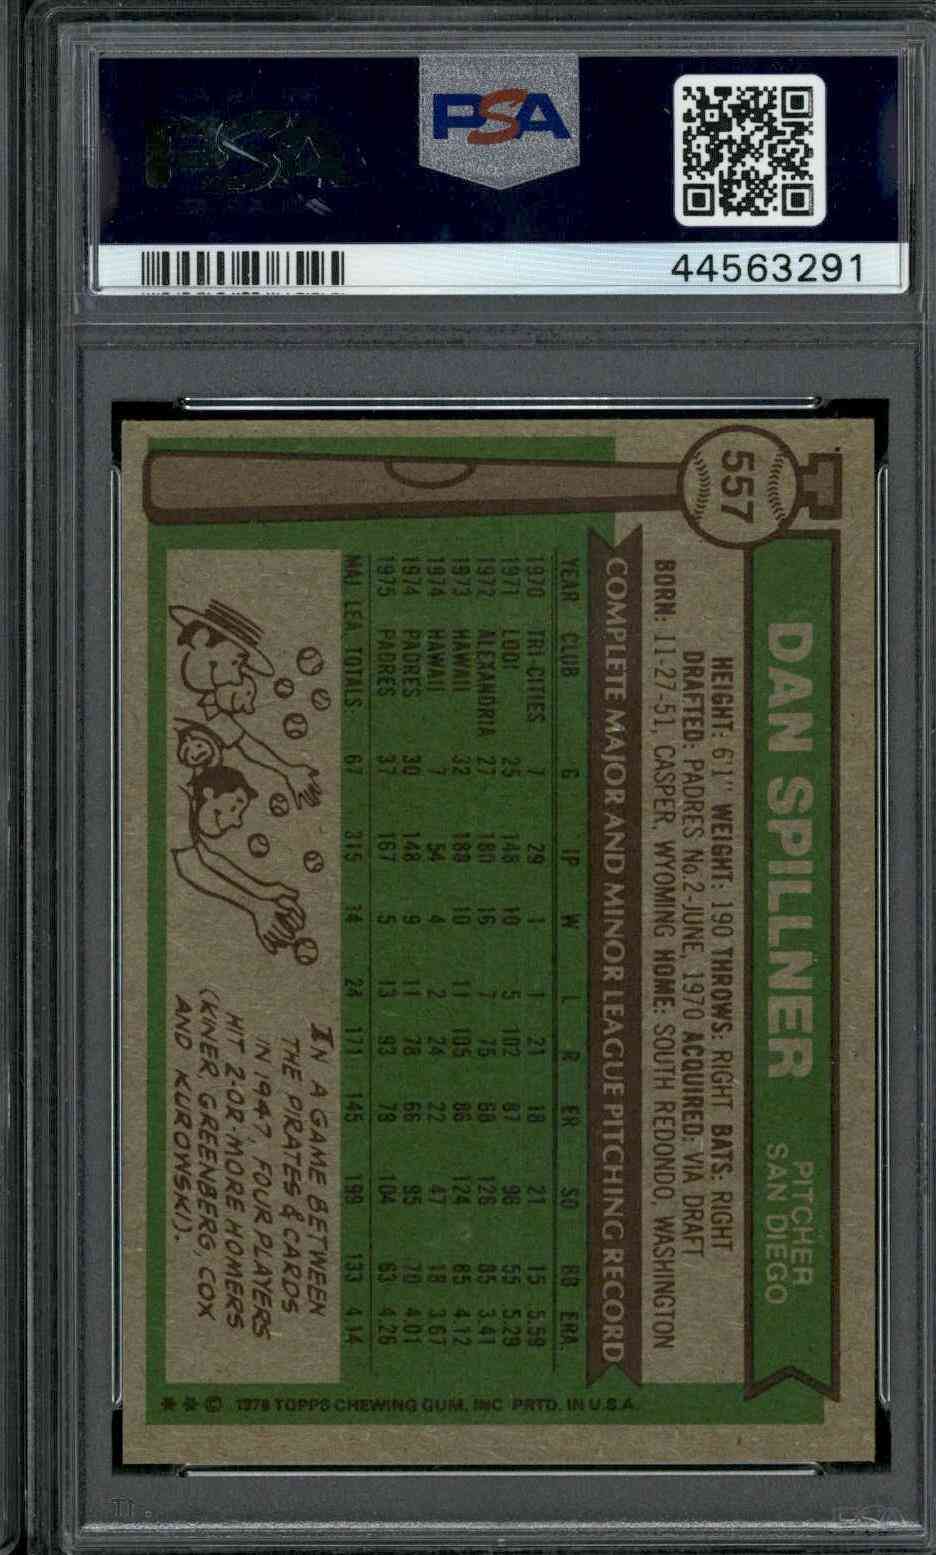 PSA
44563291
557
DAN SPILLNER
PITCHER
SAN DIEGO
HEIGHT: 6'1" WEIGHT: 190 THROWS: RIGHT BATS: RIGHT
DRAFTED: PADRES No.2-JUNE, 1970 ACQUIRED: VIA DRAFT
BORN: 11-27-51, CASPER, WYOMING HOME: SOUTH REDONDO, WASHINGTON
COMPLETE MAJOR AND MINOR LEAGUE PITCHING RECORD
YEAR CLUB G IP W L R ER SO BB ERA
1970 TRI-CITIES 7 29 1 1 21 18 21 15 5.59
1971 LODI 25 148 10 5 102 87 96 55 5.29
1972 ALEXANDRIA 27 180 16 7 75 68 126 85 3.41
1973 HAWAII 32 188 10 11 105 86 124 85 4.12
1974 HAWAII 7 54 4 2 24 22 47 18 3.67
1974 PADRES 30 148 9 11 78 66 95 70 4.01
1975 PADRES 37 167 5 13 93 78 104 63 4.26
MAJ. LEA. TOTALS 67 315 14 24 171 145 199 133 4.14
IN A GAME BETWEEN
THE PIRATES & CARDS
IN 1947, FOUR PLAYERS
HIT 2-OR-MORE HOMERS
(KINER, GREENBERG, COX
AND KUROWSKI).
* * © 1976 TOPPS CHEWING GUM, INC PRTD. IN U.S.A.
PSA